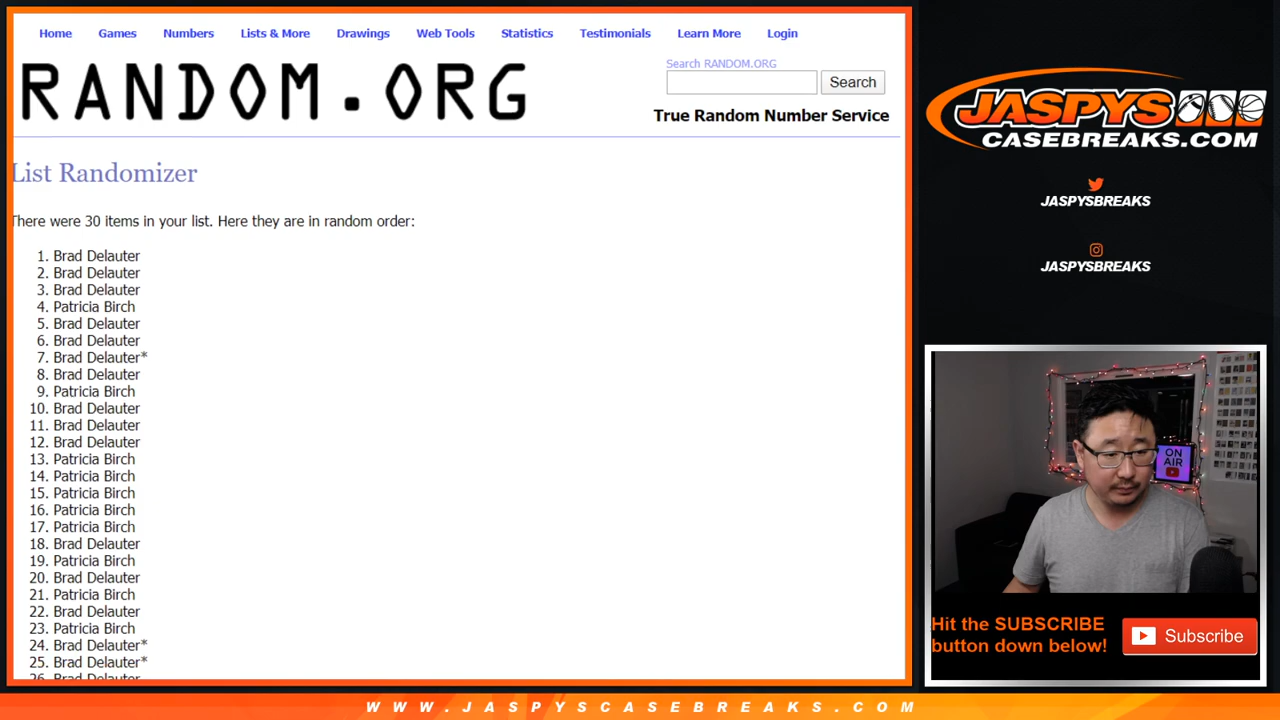 Home Games Numbers Lists & More Drawings Web Tools Statistics Testimonials Learn More Login
RANDOM.ORG
Search RANDOM.ORG
Search
True Random Number Service
List Randomizer
There were 30 items in your list. Here they are in random order:
1. Brad Delauter
2. Brad Delauter
3. Brad Delauter
4. Patricia Birch
5. Brad Delauter
6. Brad Delauter
7. Brad Delauter*
8. Brad Delauter
9. Patricia Birch
10. Brad Delauter
11. Brad Delauter
12. Brad Delauter
13. Patricia Birch
14. Patricia Birch
15. Patricia Birch
16. Patricia Birch
17. Patricia Birch
18. Brad Delauter
19. Patricia Birch
20. Brad Delauter
21. Patricia Birch
22. Brad Delauter
23. Patricia Birch
24. Brad Delauter*
25. Brad Delauter*
26. Brad Delauter
JASPYS
CASEBREAKS.COM
JASPYSBREAKS
JASPYSBREAKS
ON
AIR
Hit the SUBSCRIBE
button down below!
Subscribe
WWW.JASPYSCASEBREAKS.COM